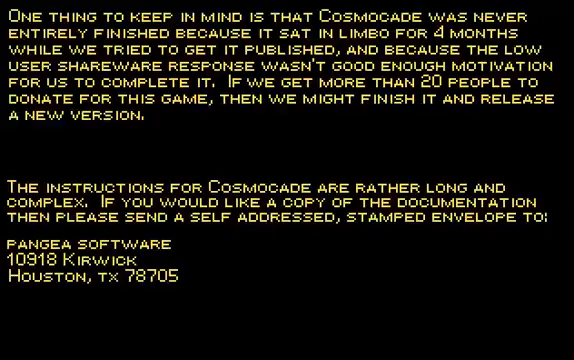 One thing to keep in mind is that Cosmocade was never
entirely finished because it sat in limbo for 4 months
while we tried to get it published, and because the low
user shareware response wasn't good enough motivation
for us to complete it.  If we get more than 20 people to
donate for this game, then we might finish it and release
a new version.
The instructions for Cosmocade are rather long and
complex.  If you would like a copy of the documentation
then please send a self addressed, stamped envelope to:
pangea software
10918 Kirwick
Houston, tx 78705